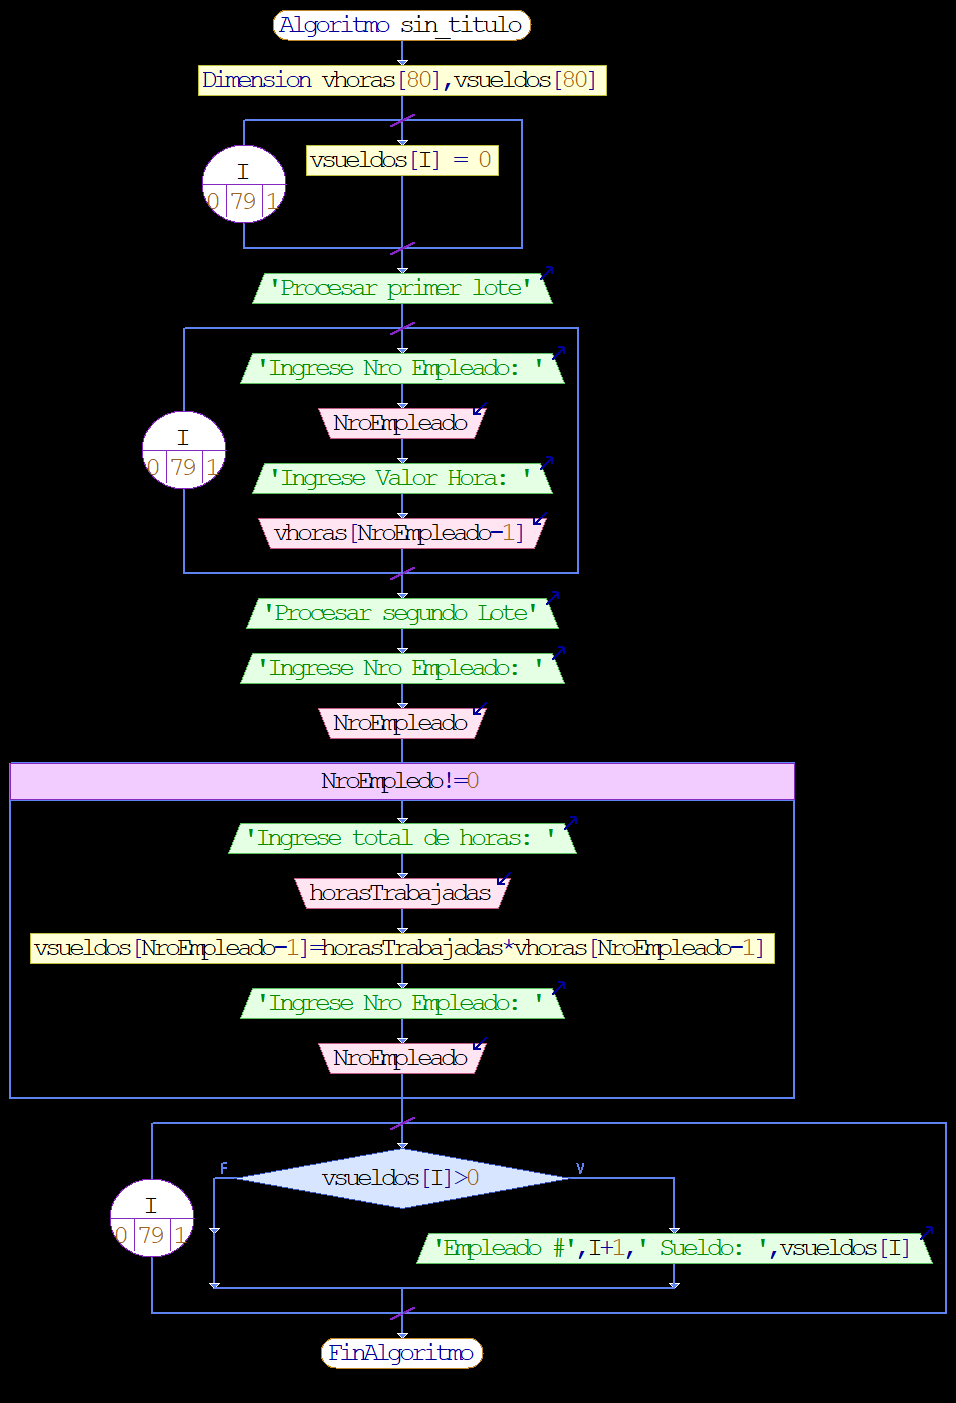 Algoritmo sin_titulo
Dimension vhoras[80],vsueldos[80]
vsueldos[I] = 0
I
0 79 1
'Procesar primer lote'
'Ingrese Nro Empleado: '
NroEmpleado
I
0 79 1
'Ingrese Valor Hora: '
vhoras[NroEmpleado-1]
'Procesar segundo Lote'
'Ingrese Nro Empleado: '
NroEmpleado
NroEmpledo!=0
'Ingrese total de horas: '
horasTrabajadas
vsueldos[NroEmpleado-1]=horasTrabajadas*vhoras[NroEmpleado-1]
'Ingrese Nro Empleado: '
NroEmpleado
F
V
vsueldos[I]>0
I
0 79 1
'Empleado #',I+1,' Sueldo: ',vsueldos[I]
FinAlgoritmo